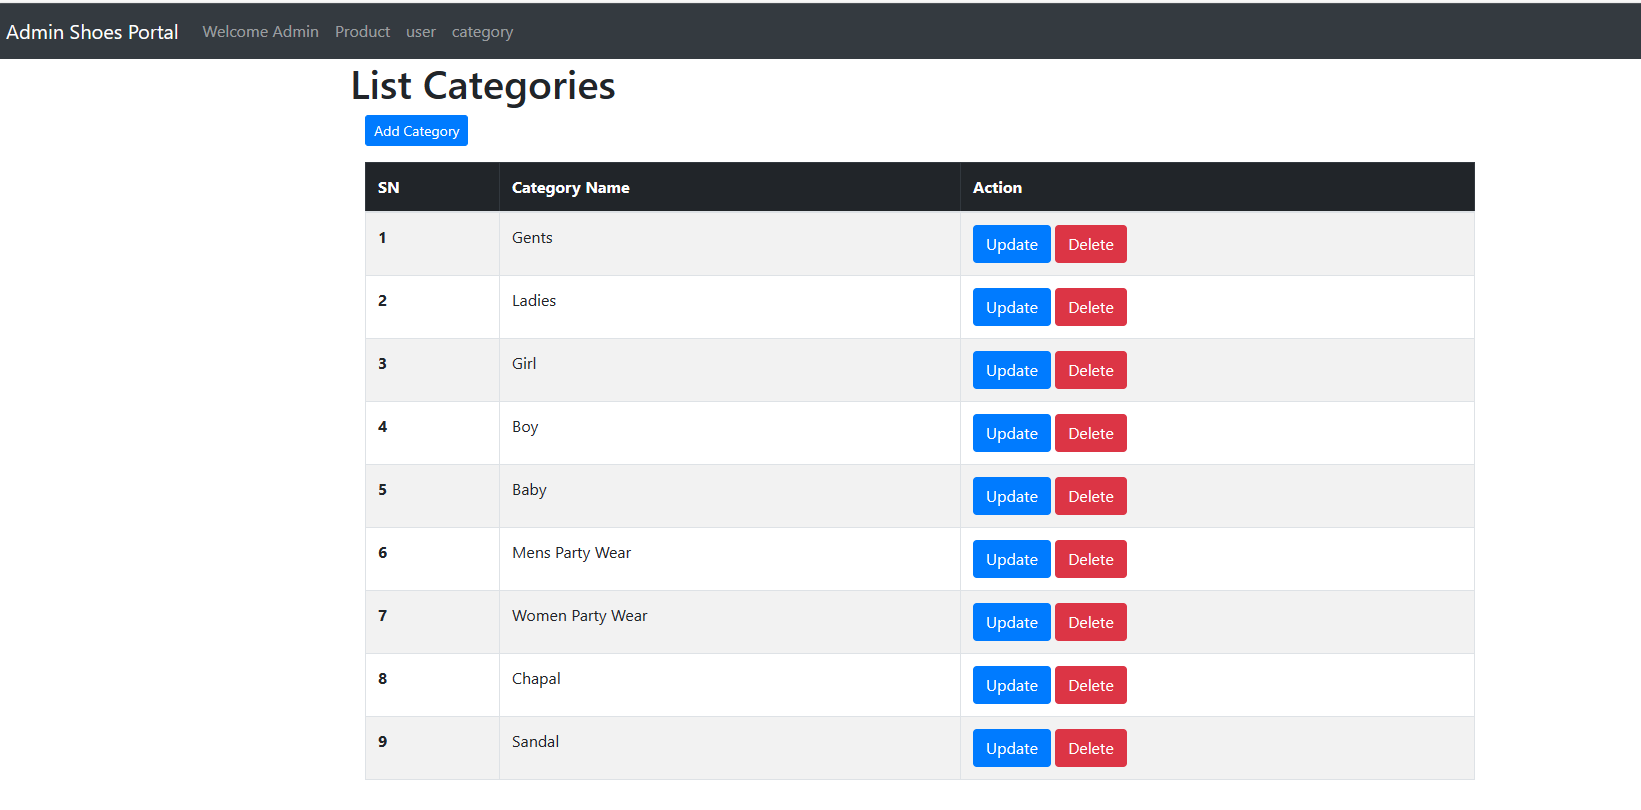 Admin Shoes Portal Welcome Admin Product user category
List Categories
Add Category
SN Category Name Action
1 Gents Update Delete
2 Ladies Update Delete
3 Girl Update Delete
4 Boy Update Delete
5 Baby Update Delete
6 Mens Party Wear Update Delete
7 Women Party Wear Update Delete
8 Chapal Update Delete
9 Sandal Update Delete